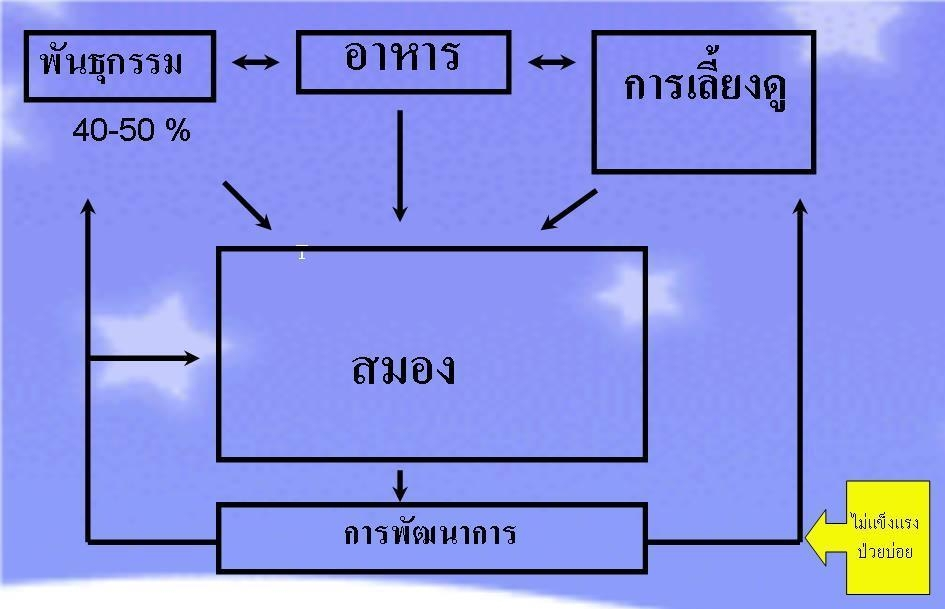 พันธุกรรม
อาหาร
การเลี้ยงดู
40-50 %
สมอง
การพัฒนาการ
ไม่แข็งแรง
ป่วยบ่อย